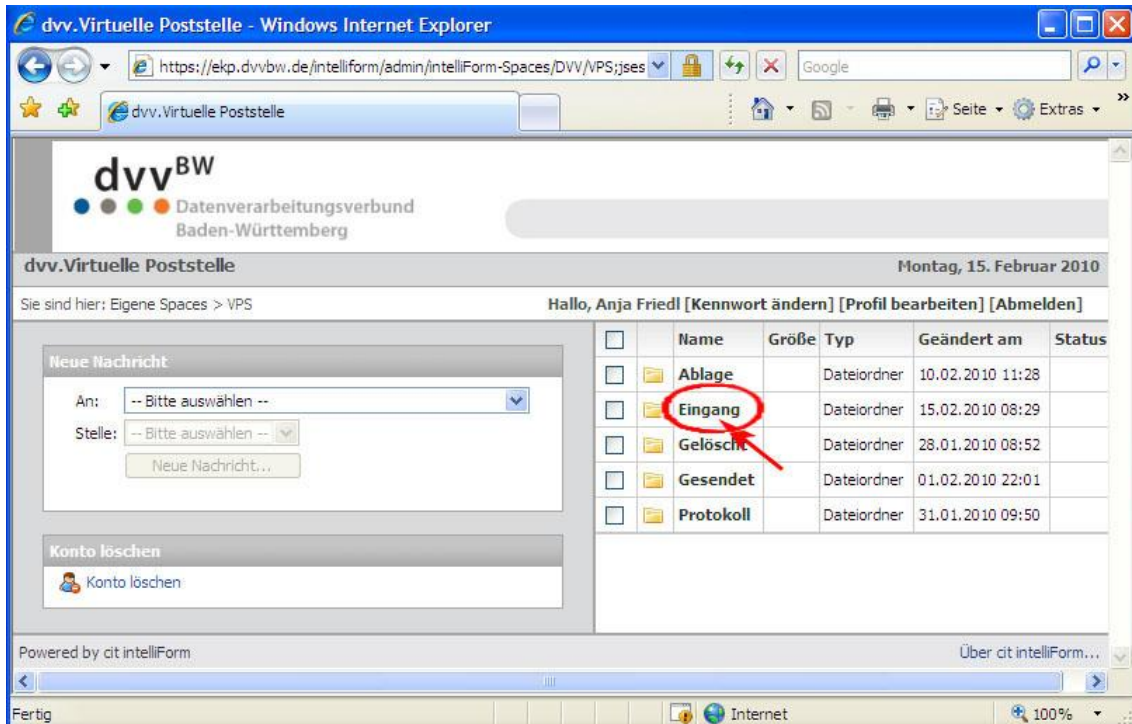 dvv.Virtuelle Poststelle - Windows Internet Explorer
https://ekp.dvvbw.de/intelliform/admin/intelliForm-Spaces/DVV/VPS;jses
Google
dvv.Virtuelle Poststelle
Seite
Extras
dvv BW
Datenverarbeitungsverbund
Baden-Württemberg
dvv.Virtuelle Poststelle Montag, 15. Februar 2010
Sie sind hier: Eigene Spaces > VPS Hallo, Anja Friedl [Kennwort ändern] [Profil bearbeiten] [Abmelden]
Neue Nachricht
An: -- Bitte auswählen --
Stelle: -- Bitte auswählen --
Neue Nachricht...
Konto löschen
Konto löschen
Name Größe Typ Geändert am Status
Ablage Dateiordner 10.02.2010 11:28
Eingang Dateiordner 15.02.2010 08:29
Gelöscht Dateiordner 28.01.2010 08:52
Gesendet Dateiordner 01.02.2010 22:01
Protokoll Dateiordner 31.01.2010 09:50
Powered by cit intelliForm Über cit intelliForm...
Fertig Internet 100%